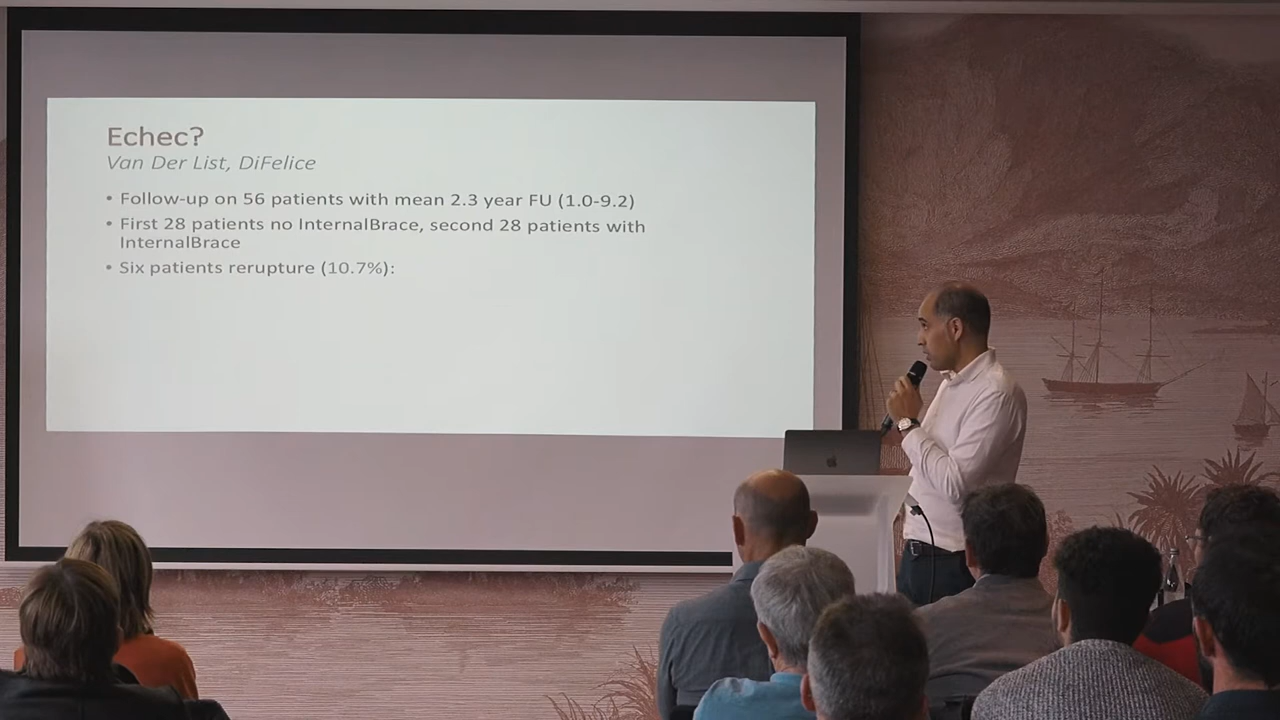 Echec?
Van Der List, DiFelice
• Follow-up on 56 patients with mean 2.3 year FU (1.0-9.2)
• First 28 patients no InternalBrace, second 28 patients with
InternalBrace
• Six patients rerupture (10.7%):